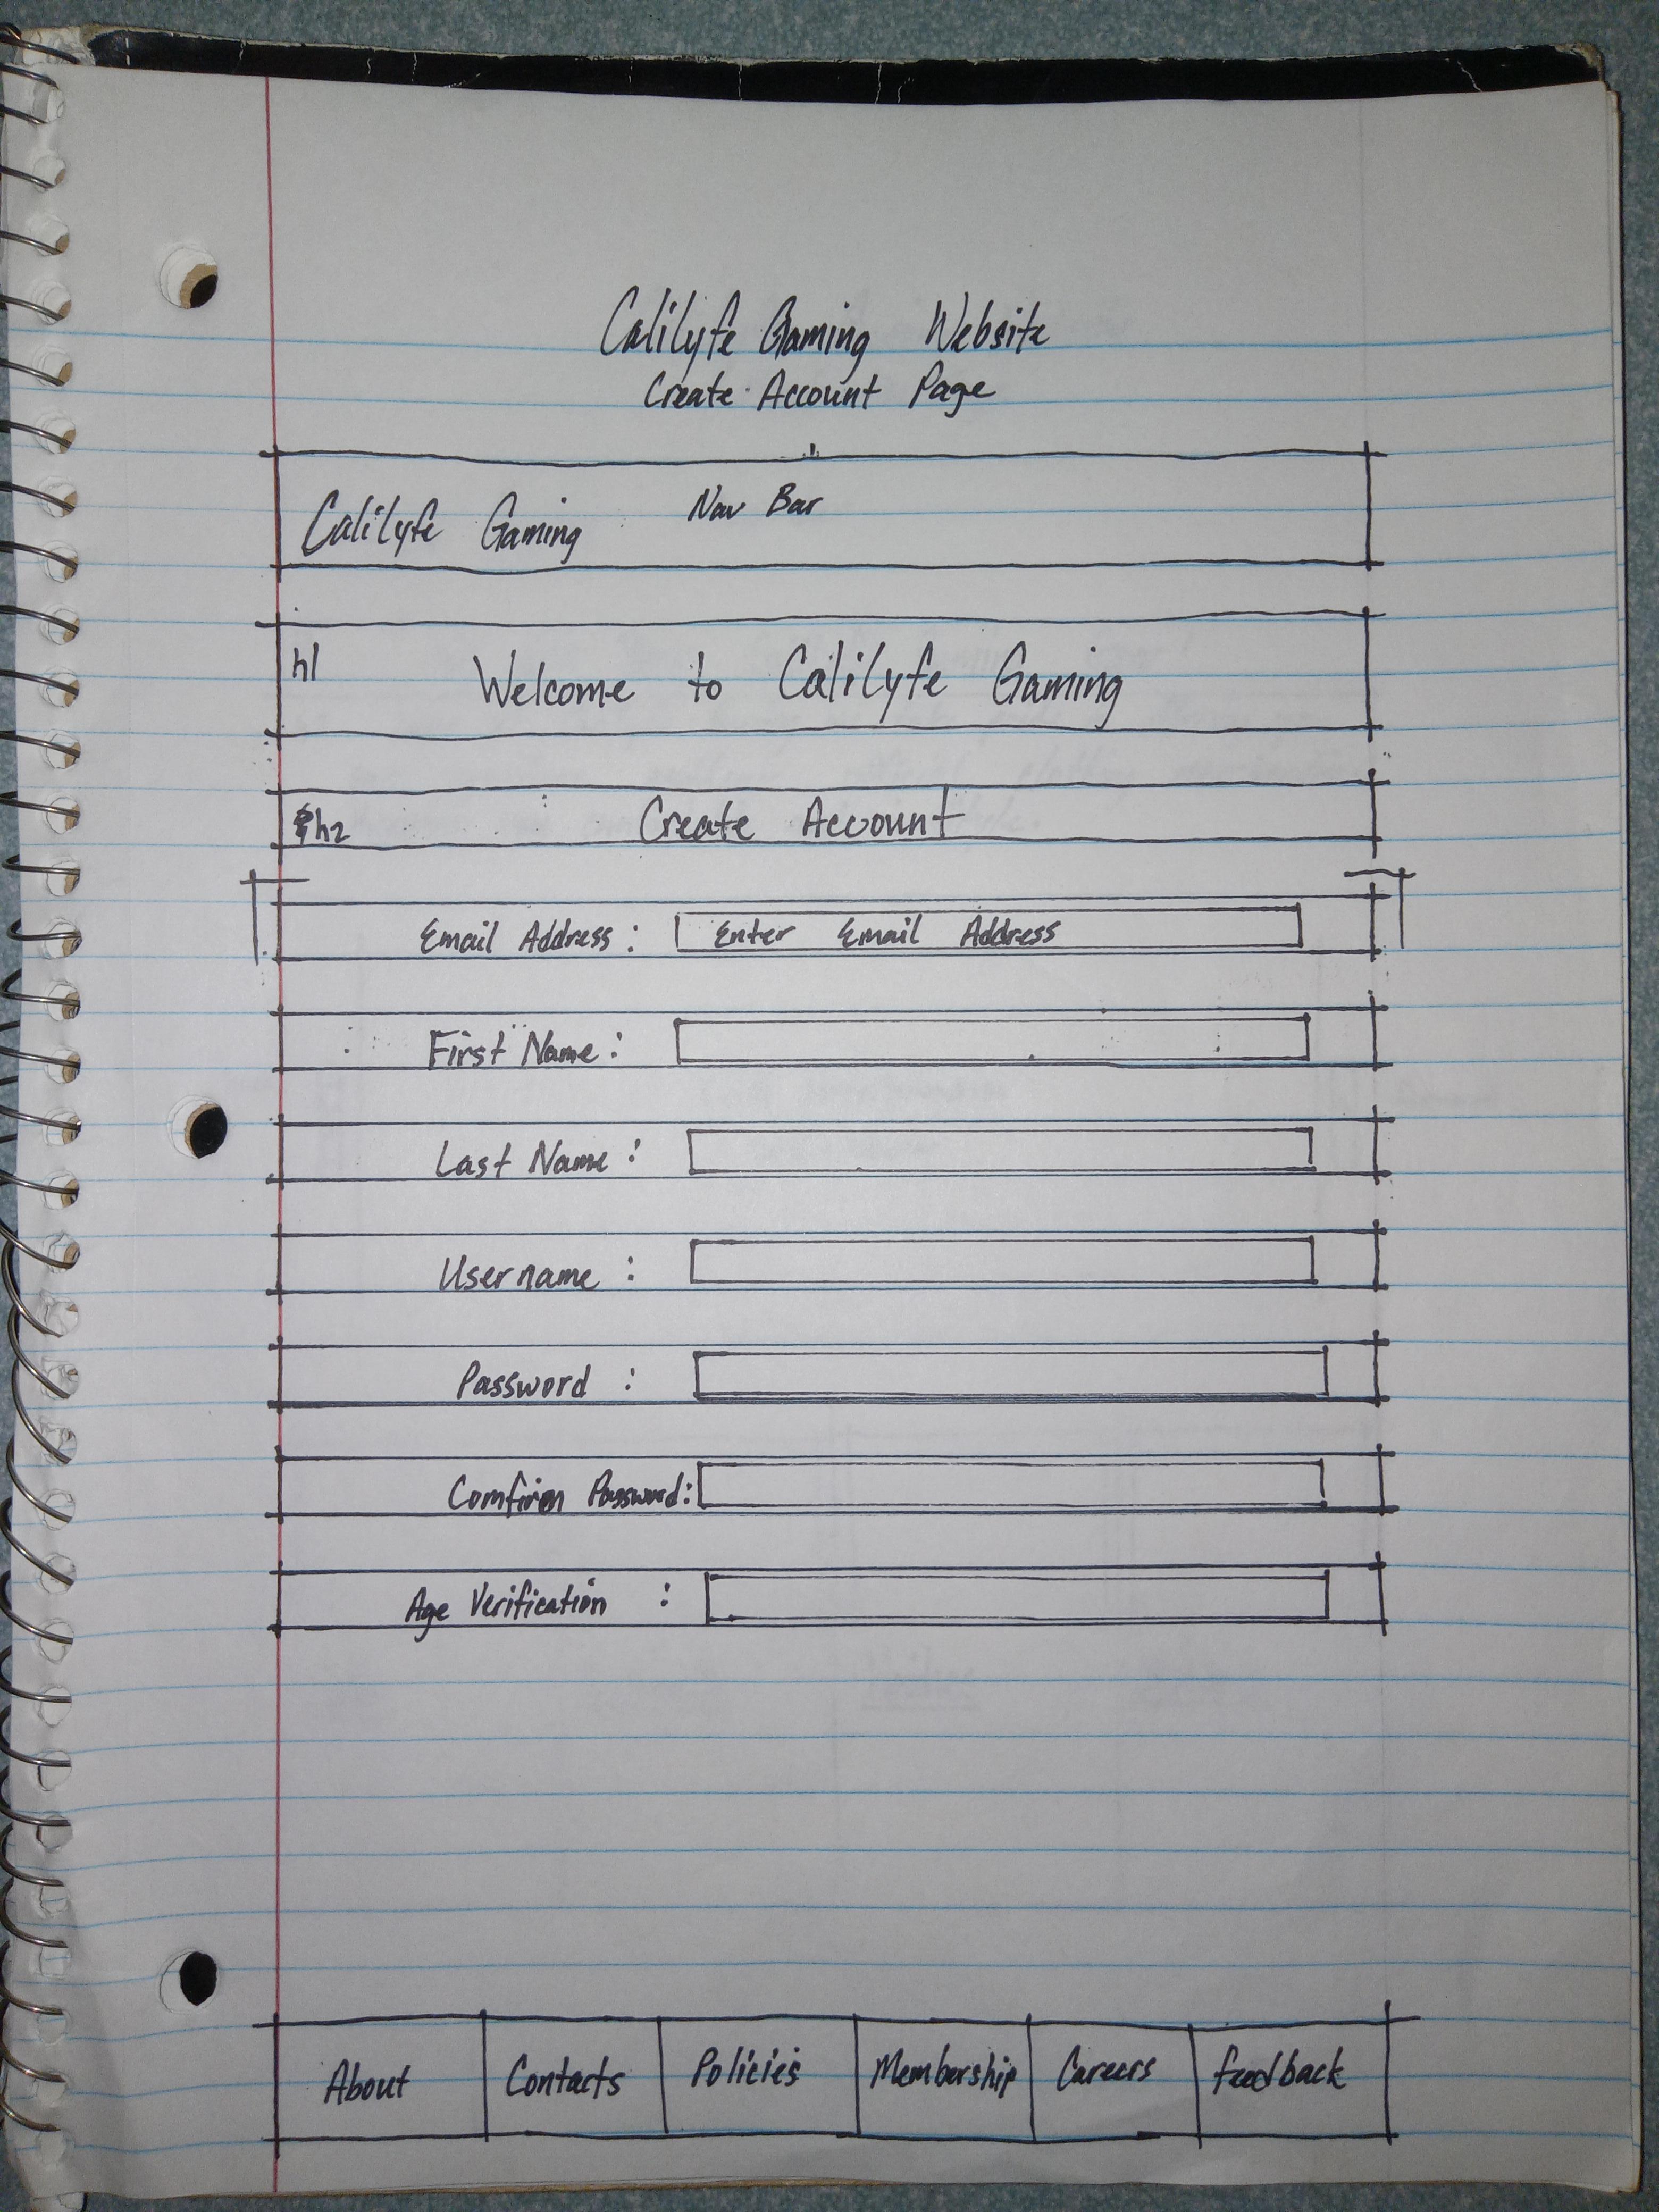 Calilyfe Gaming Website
Create Account Page
Calilyfe Gaming Nav Bar
h1 Welcome to Calilyfe Gaming
h2 Create Account
Email Address : Enter Email Address
First Name :
Last Name :
Username :
Password :
Comfirm Password:
Age Verification :
About Contacts Policies Membership Careers feedback